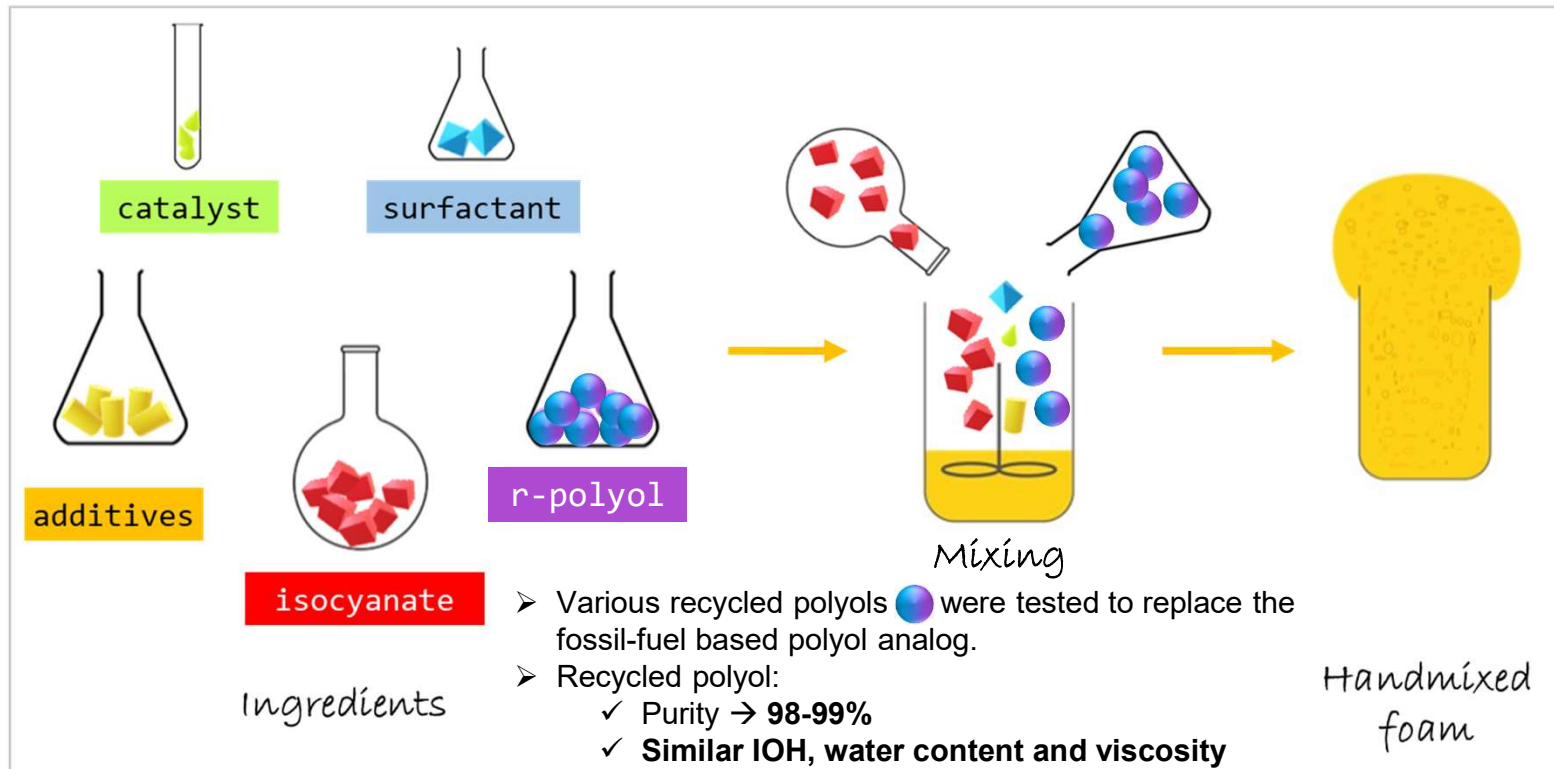 catalyst
surfactant
additives
isocyanate
r-polyol
Ingredients
Mixing
➢ Various recycled polyols were tested to replace the
fossil-fuel based polyol analog.
➢ Recycled polyol:
✓ Purity → 98-99%
✓ Similar IOH, water content and viscosity
Handmixed
foam